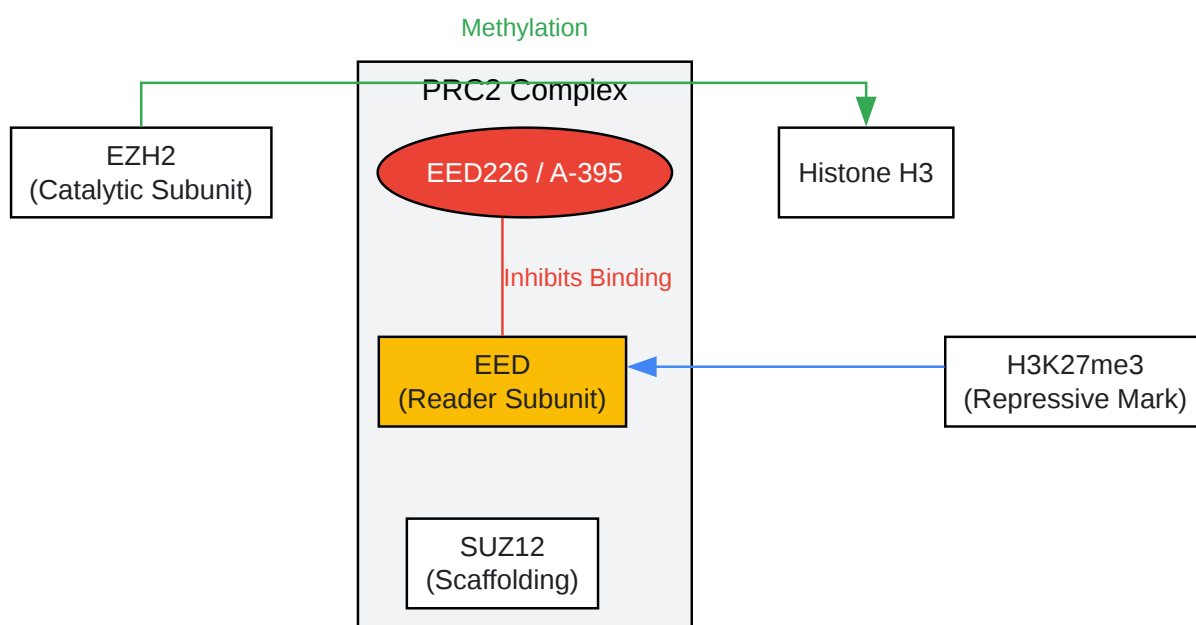 Methylation
PRC2 Complex
EZH2
(Catalytic Subunit)
EED226 / A-395
Histone H3
Inhibits Binding
EED
(Reader Subunit)
H3K27me3
(Repressive Mark)
SUZ12
(Scaffolding)